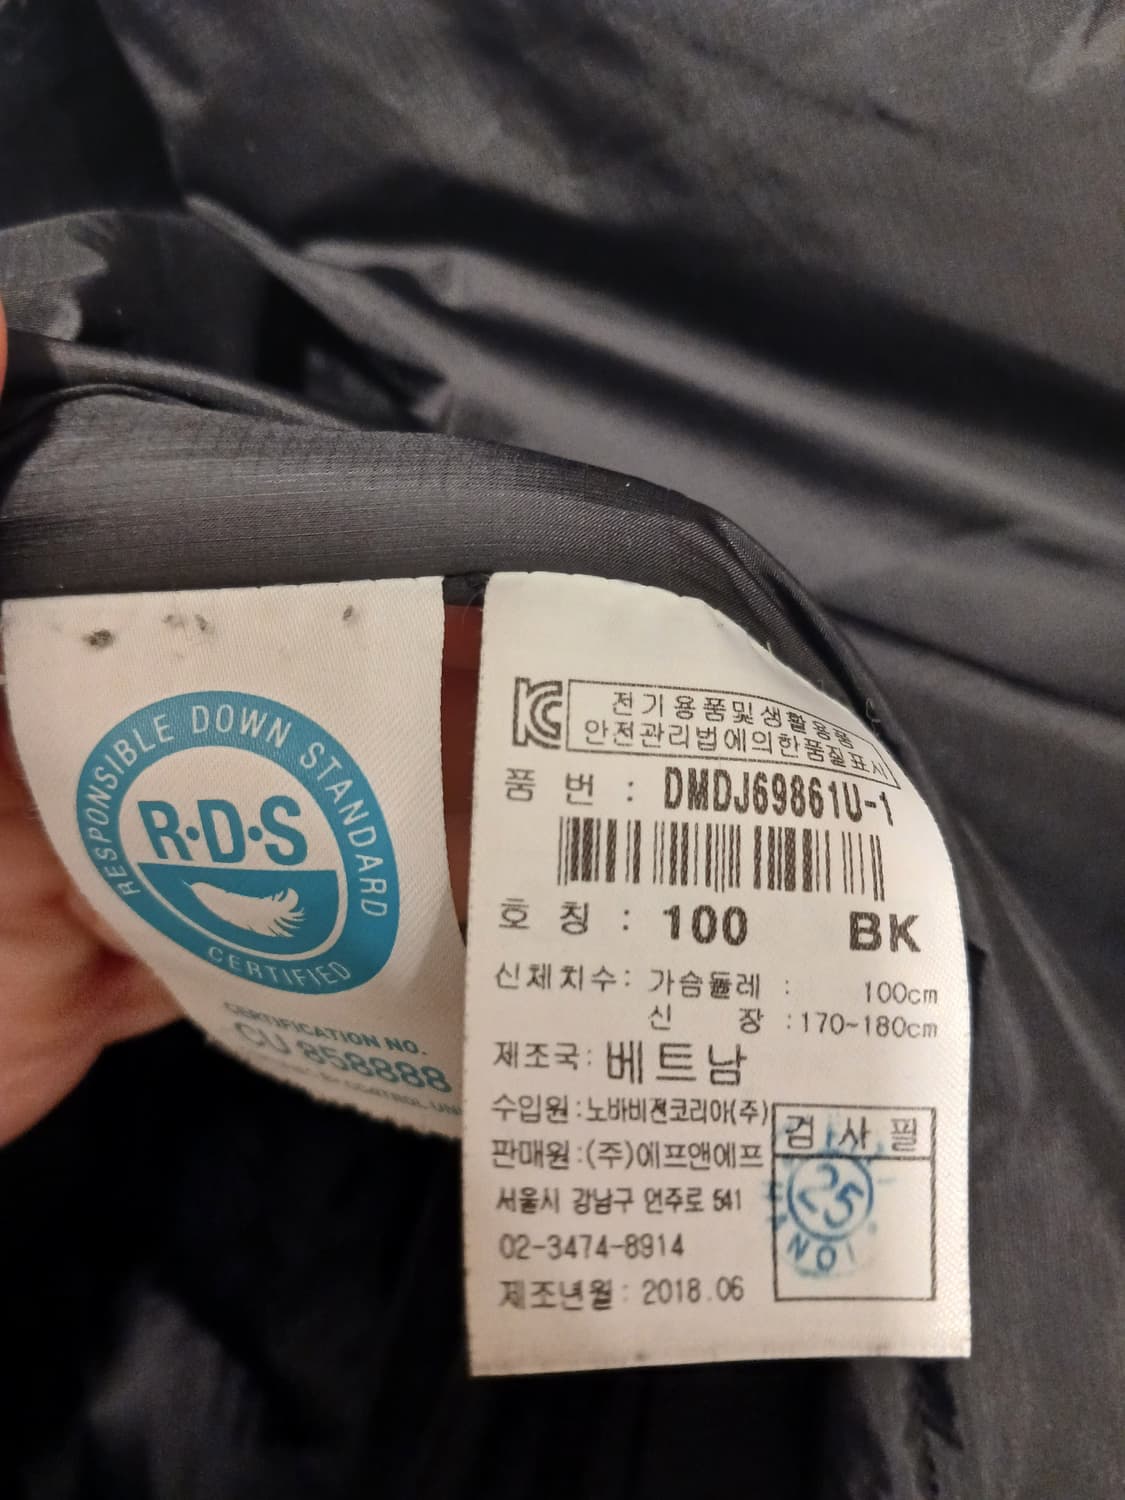 RESPONSIBLE DOWN STANDARD
R·D·S
CERTIFIED
CERTIFICATION NO.
CU 858888
전기용품및생활용품
안전관리법에의한품질표시
품 번 : DMDJ69861U-1
호 칭 : 100 BK
신체치수: 가슴둘레 : 100cm
신 장 :170~180cm
제조국: 베트남
수입원:노바비젼코리아(주)
판매원:(주)에프앤에프
서울시 강남구 언주로 541
02-3474-8914
제조년월: 2018.06
검사필
25